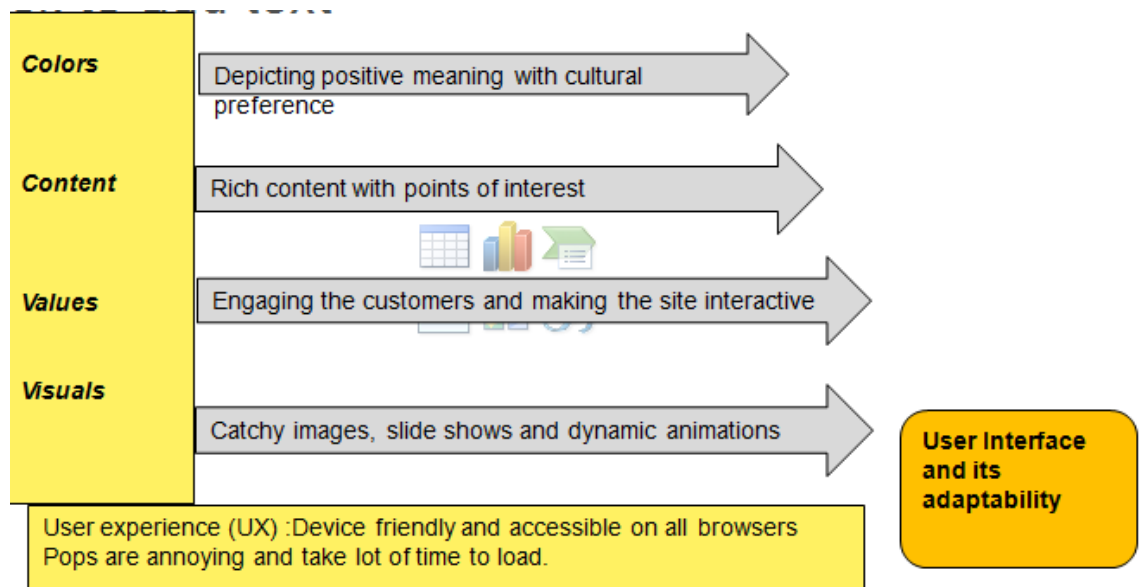 Colors
Depicting positive meaning with cultural
preference
Content
Rich content with points of interest
Values
Engaging the customers and making the site interactive
Visuals
Catchy images, slide shows and dynamic animations
User Interface
and its
adaptability
User experience (UX) :Device friendly and accessible on all browsers
Pops are annoying and take lot of time to load.